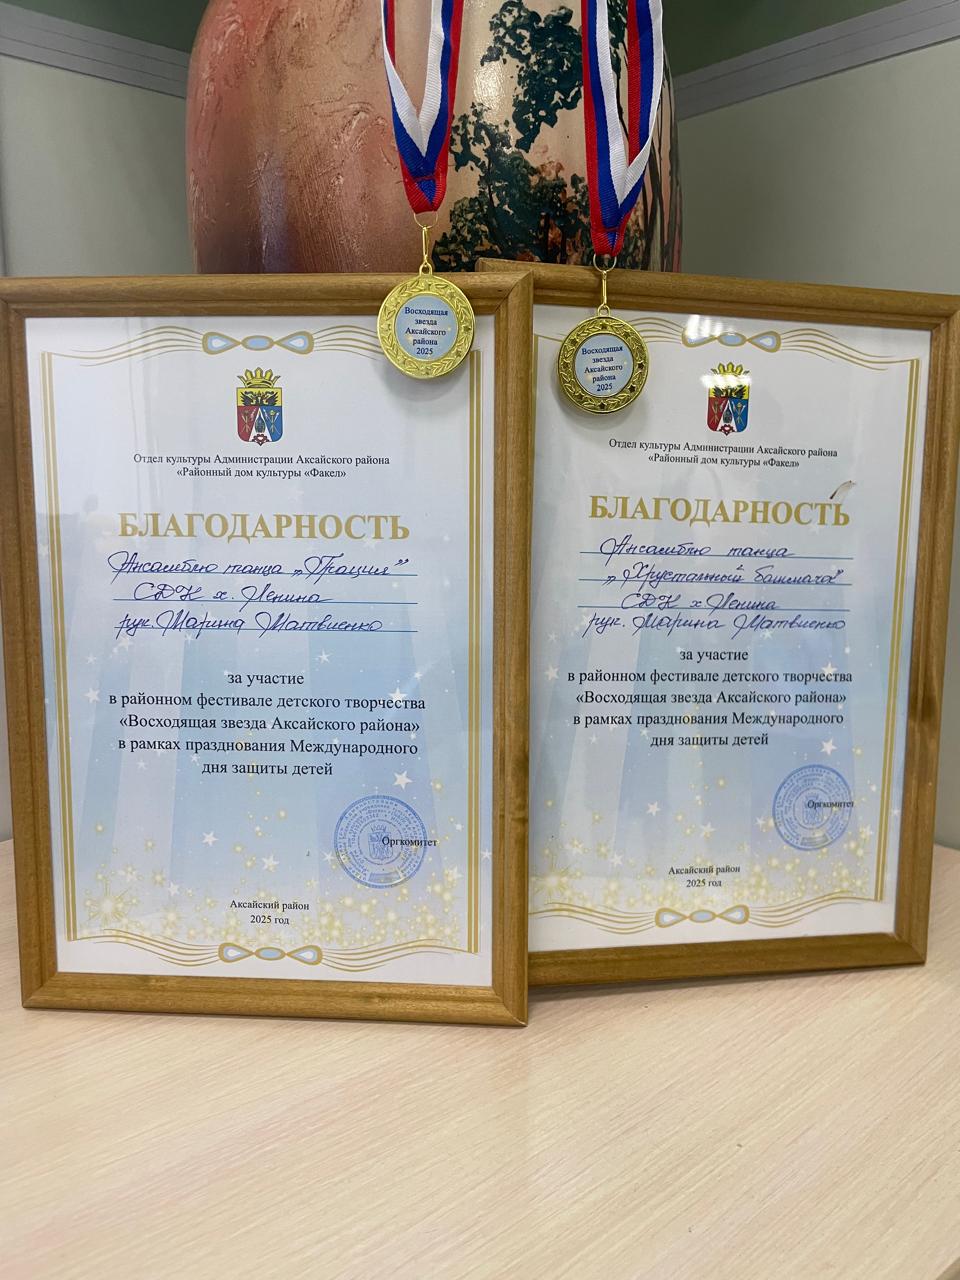 Восходящая
звезда
Аксайского
района
2025
Отдел культуры Администрации Аксайского района
«Районный дом культуры «Факел»
БЛАГОДАРНОСТЬ
Ансамблю танца „Грация”
СДК х. Ленина
рук. Марина Матвиенко
за участие
в районном фестивале детского творчества
«Восходящая звезда Аксайского района»
в рамках празднования Международного
дня защиты детей
Оргкомитет
Аксайский район
2025 год
Восходящая
звезда
Аксайского
района
2025
Отдел культуры Администрации Аксайского района
«Районный дом культуры «Факел»
БЛАГОДАРНОСТЬ
Ансамблю танца
„Хрустальный башмачок”
СДК х Ленина
рук. Марина Матвиенко
за участие
в районном фестивале детского творчества
«Восходящая звезда Аксайского района»
в рамках празднования Международного
дня защиты детей
Оргкомитет
Аксайский район
2025 год